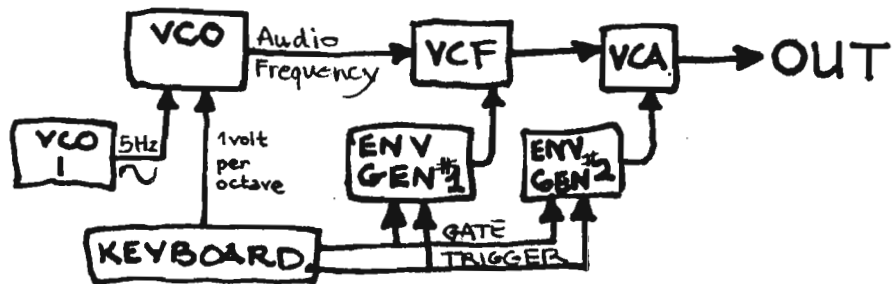 VCO
Audio
Frequency
VCF
VCA
OUT
VCO
1
5Hz
1volt
per
octave
ENV
GEN #1
ENV
GEN #2
KEYBOARD
GATE
TRIGGER